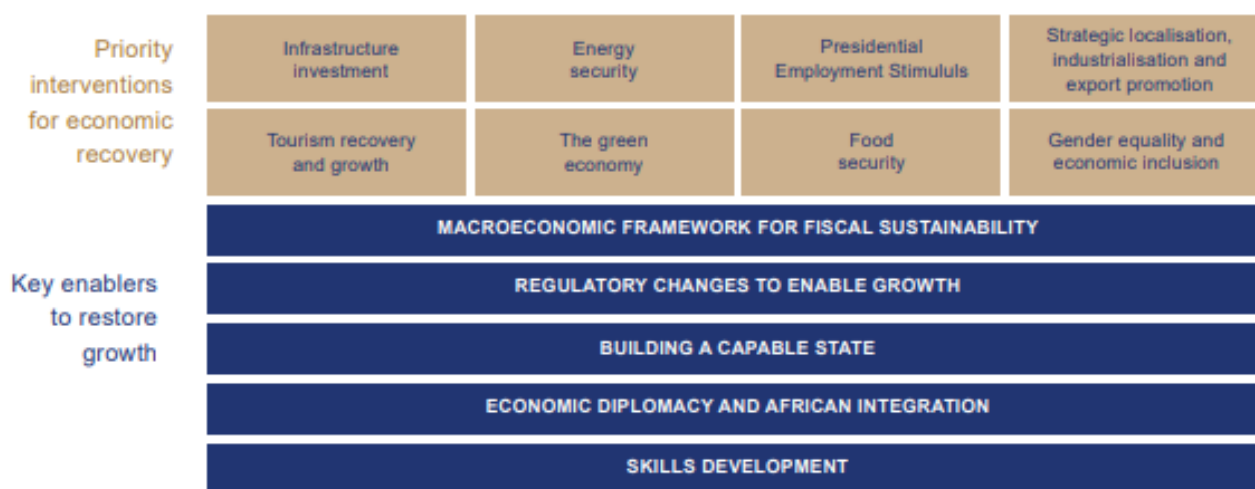 Priority
interventions
for economic
recovery
Infrastructure
investment
Energy
security
Presidential
Employment Stimululs
Strategic localisation,
industrialisation and
export promotion
Tourism recovery
and growth
The green
economy
Food
security
Gender equality and
economic inclusion
Key enablers
to restore
growth
MACROECONOMIC FRAMEWORK FOR FISCAL SUSTAINABILITY
REGULATORY CHANGES TO ENABLE GROWTH
BUILDING A CAPABLE STATE
ECONOMIC DIPLOMACY AND AFRICAN INTEGRATION
SKILLS DEVELOPMENT